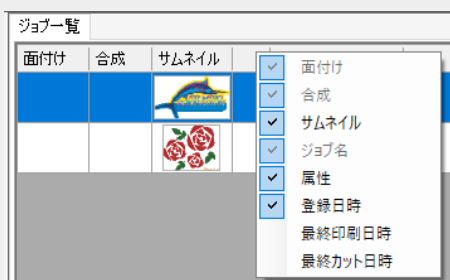 ジョブ一覧
面付け 合成 サムネイル
面付け
合成
サムネイル
ジョブ名
属性
登録日時
最終印刷日時
最終カット日時